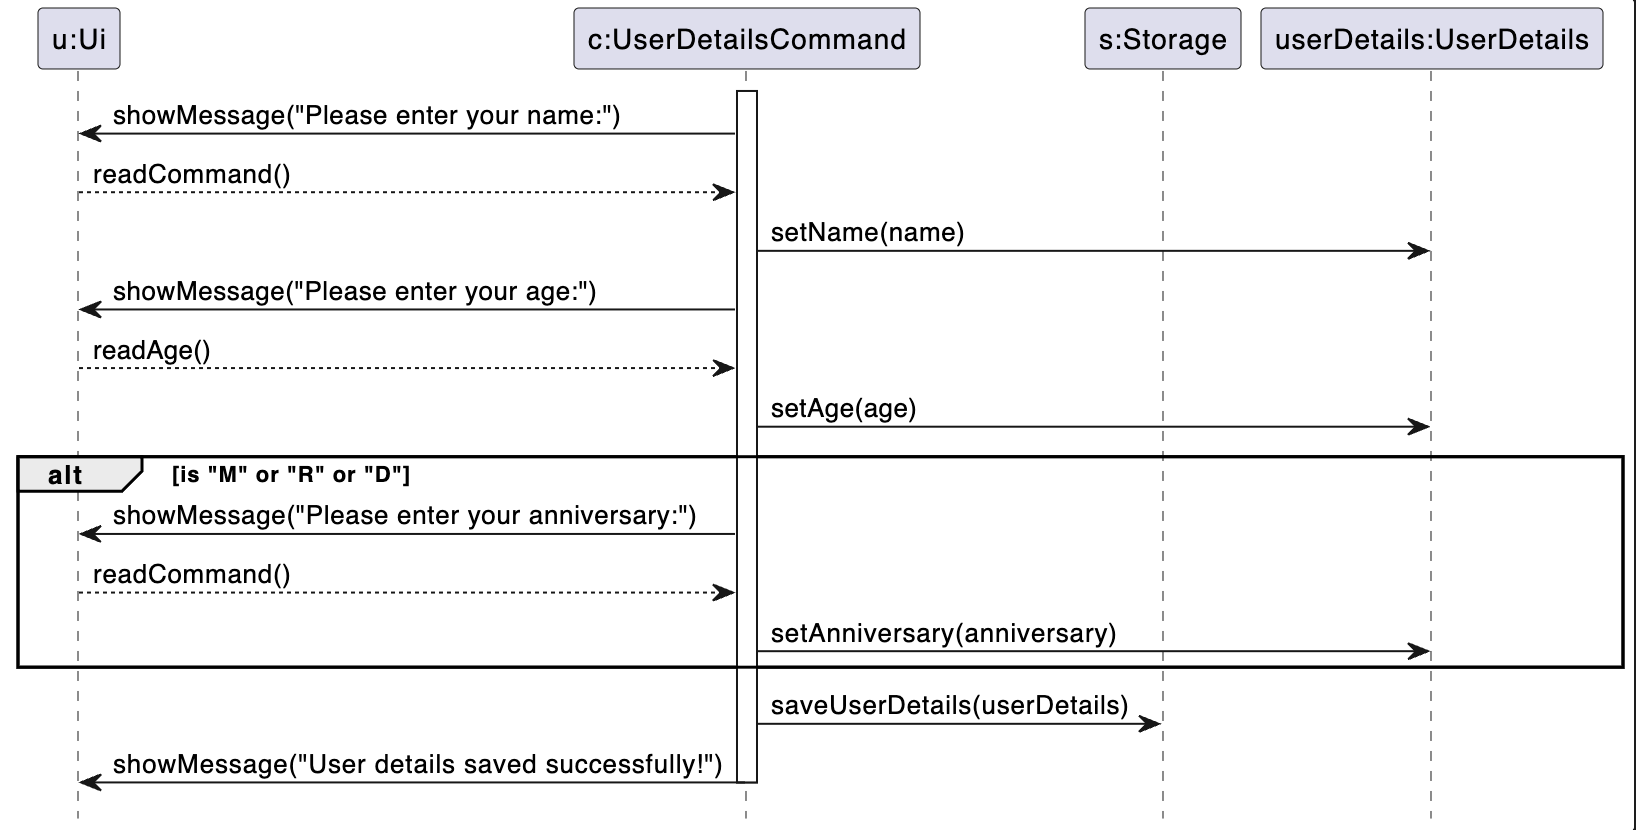 u:Ui
c:UserDetailsCommand
s:Storage
userDetails:UserDetails
showMessage("Please enter your name:")
readCommand()
setName(name)
showMessage("Please enter your age:")
readAge()
setAge(age)
alt
[is "M" or "R" or "D"]
showMessage("Please enter your anniversary:")
readCommand()
setAnniversary(anniversary)
saveUserDetails(userDetails)
showMessage("User details saved successfully!")